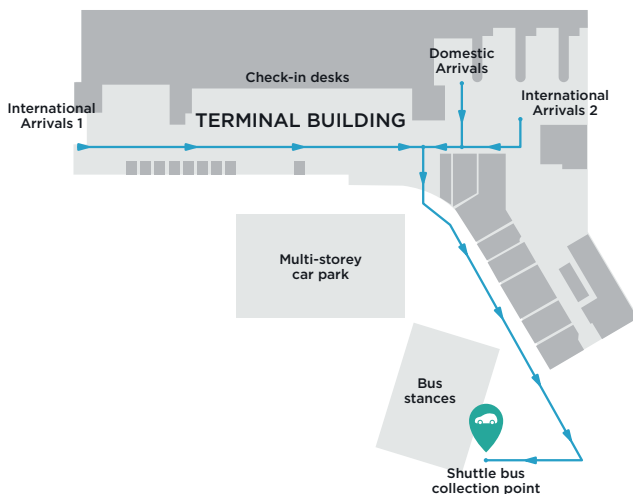 Domestic
Arrivals
Check-in desks
International
Arrivals 1
International
Arrivals 2
TERMINAL BUILDING
Multi-storey
car park
Bus
stances
Shuttle bus
collection point